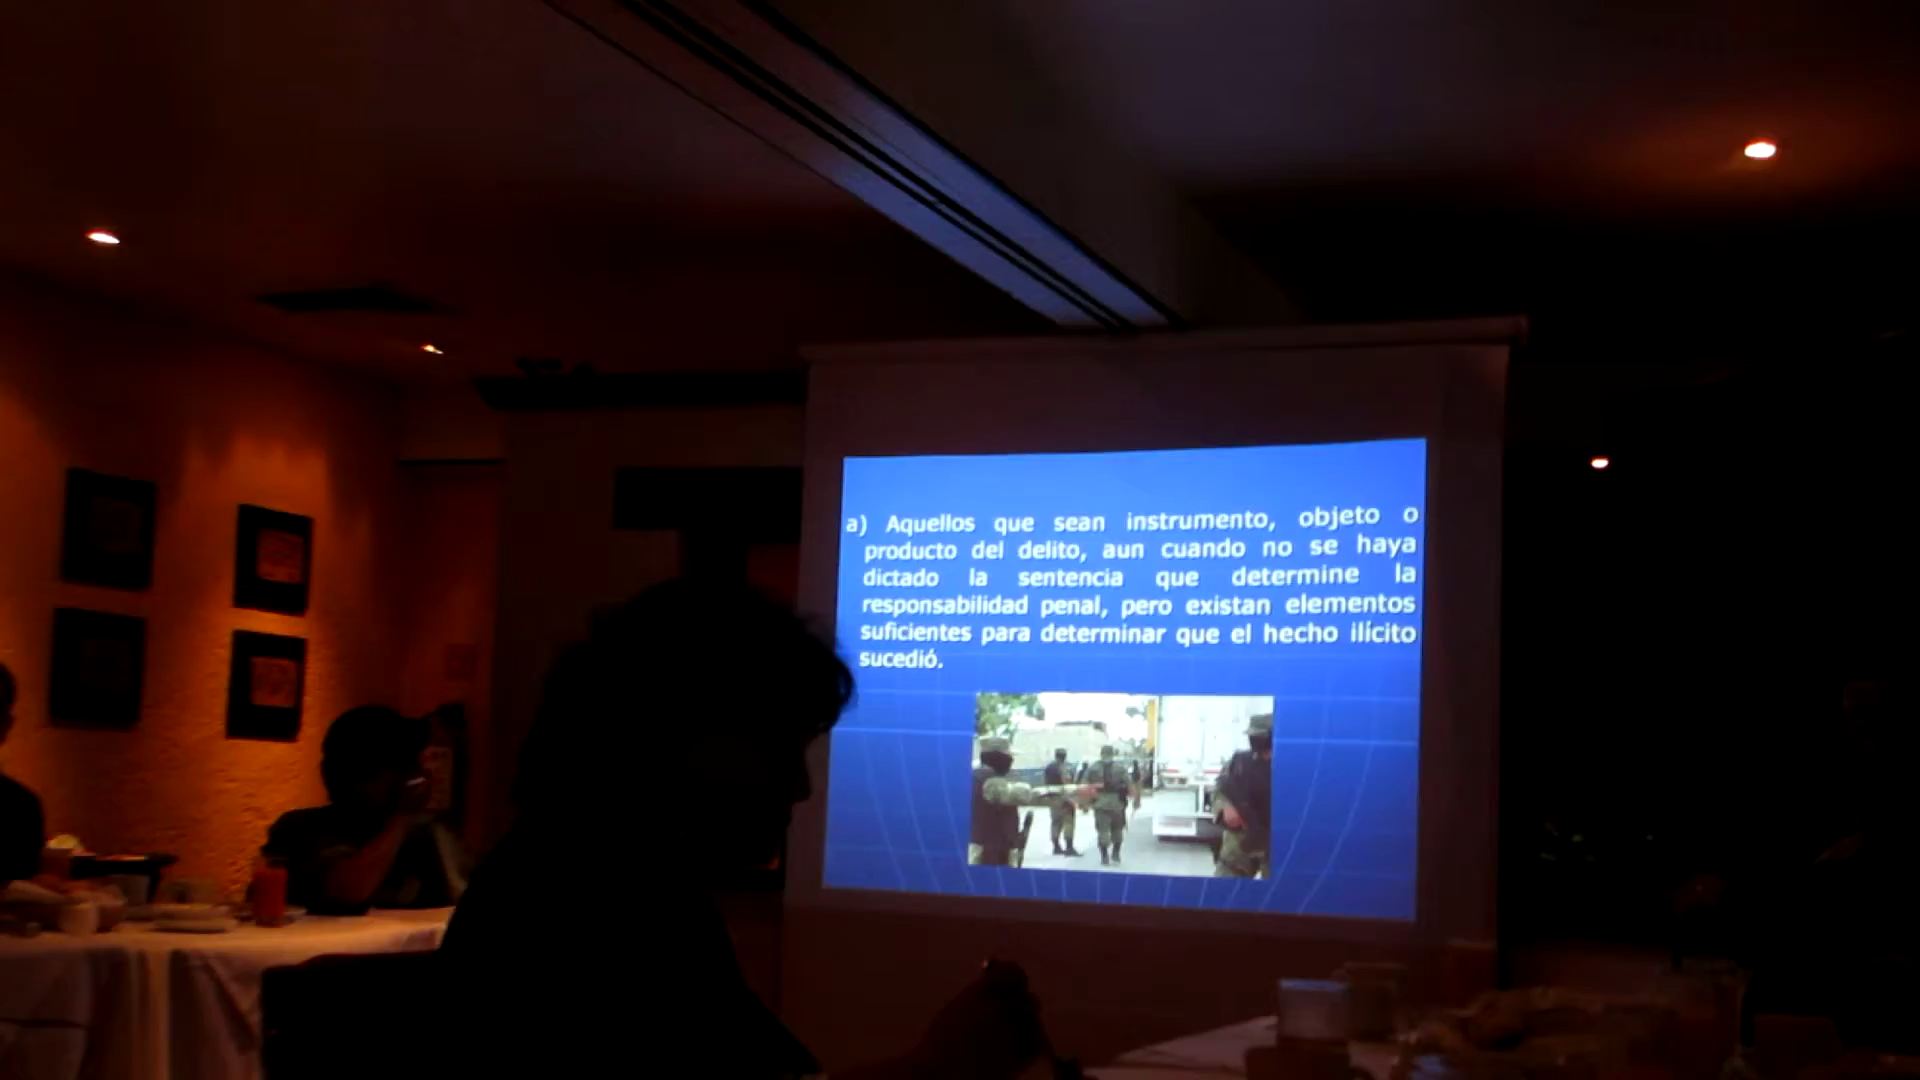 a) Aquellos que sean instrumento, objeto o
producto del delito, aun cuando no se haya
dictado la sentencia que determine la
responsabilidad penal, pero existan elementos
suficientes para determinar que el hecho ilícito
sucedió.